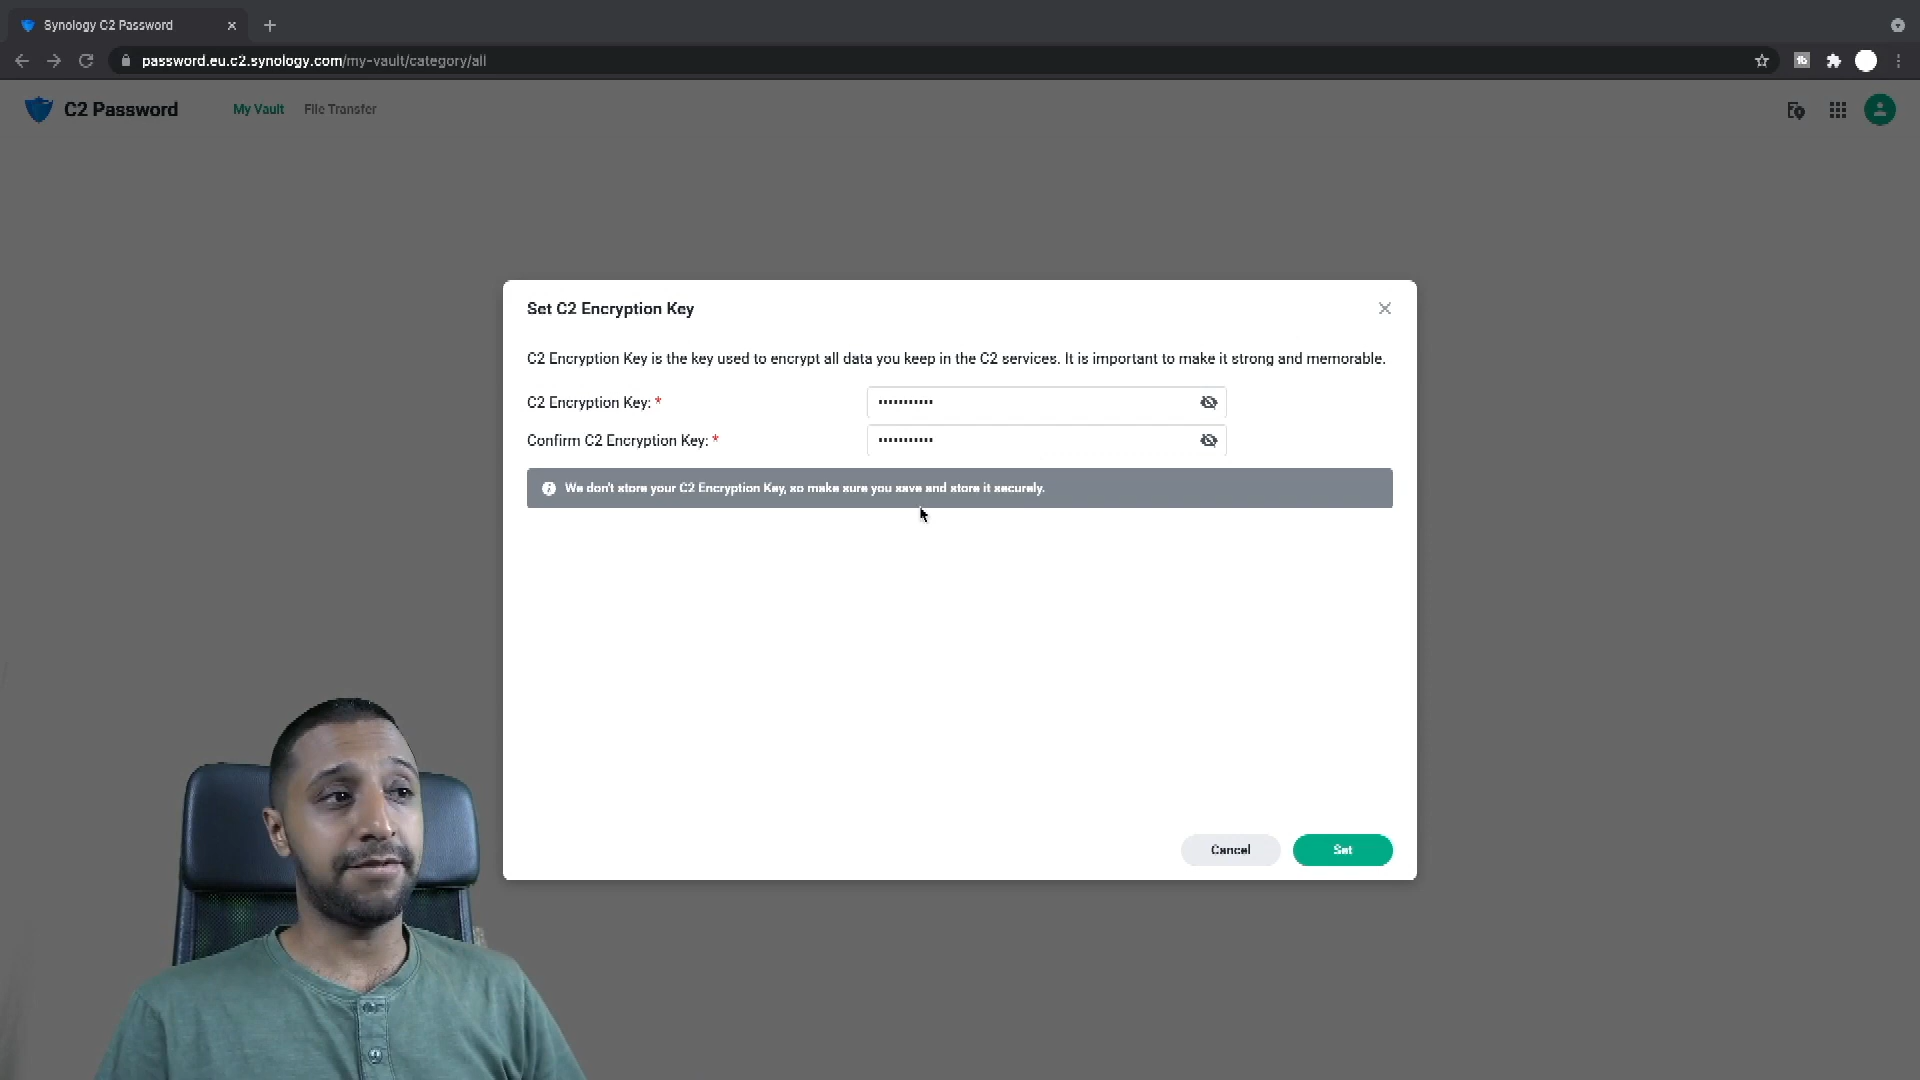 Synology C2 Password
password.eu.c2.synology.com/my-vault/category/all
C2 Password
My Vault
File Transfer
Set C2 Encryption Key
C2 Encryption Key is the key used to encrypt all data you keep in the C2 services. It is important to make it strong and memorable.
C2 Encryption Key: *
•••••••••••
Confirm C2 Encryption Key: *
•••••••••••
We don't store your C2 Encryption Key, so make sure you save and store it securely.
Cancel
Set